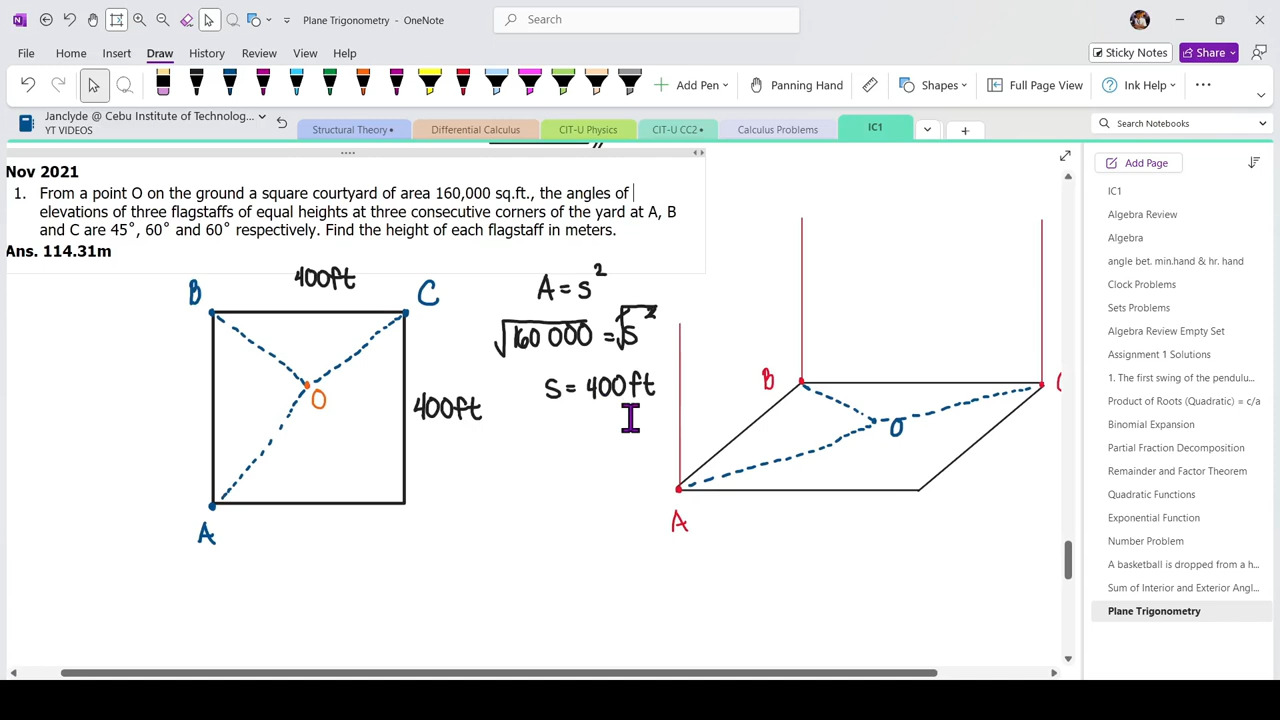 Plane Trigonometry - OneNote
Search
File Home Insert Draw History Review View Help
Sticky Notes
Share
Add Pen
Panning Hand
Shapes
Full Page View
Ink Help
Janclyde @ Cebu Institute of Technolog...
YT VIDEOS
Structural Theory
Differential Calculus
CIT-U Physics
CIT-U CC2
Calculus Problems
IC1
Search Notebooks
Add Page
Nov 2021
1. From a point O on the ground a square courtyard of area 160,000 sq.ft., the angles of
elevations of three flagstaffs of equal heights at three consecutive corners of the yard at A, B
and C are 45°, 60° and 60° respectively. Find the height of each flagstaff in meters.
Ans. 114.31m
400ft
B
C
O
400ft
A
A = s²
√160 000 = √s²
S = 400ft
B
C
O
A
IC1
Algebra Review
Algebra
angle bet. min.hand & hr. hand
Clock Problems
Sets Problems
Algebra Review Empty Set
Assignment 1 Solutions
1. The first swing of the pendulu...
Product of Roots (Quadratic) = c/a
Binomial Expansion
Partial Fraction Decomposition
Remainder and Factor Theorem
Quadratic Functions
Exponential Function
Number Problem
A basketball is dropped from a h...
Sum of Interior and Exterior Angl...
Plane Trigonometry